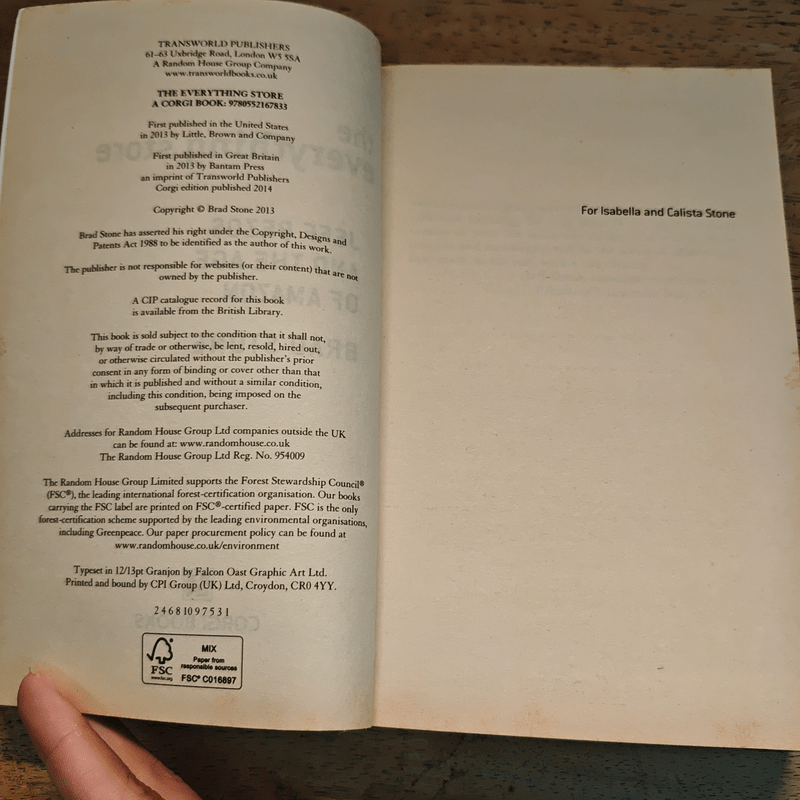 TRANSWORLD PUBLISHERS
61–63 Uxbridge Road, London W5 5SA
A Random House Group Company
www.transworldbooks.co.uk
THE EVERYTHING STORE
A CORGI BOOK: 9780552167833
First published in the United States
in 2013 by Little, Brown and Company
First published in Great Britain
in 2013 by Bantam Press
an imprint of Transworld Publishers
Corgi edition published 2014
Copyright © Brad Stone 2013
Brad Stone has asserted his right under the Copyright, Designs and
Patents Act 1988 to be identified as the author of this work.
The publisher is not responsible for websites (or their content) that are not
owned by the publisher.
A CIP catalogue record for this book
is available from the British Library.
This book is sold subject to the condition that it shall not,
by way of trade or otherwise, be lent, resold, hired out,
or otherwise circulated without the publisher's prior
consent in any form of binding or cover other than that
in which it is published and without a similar condition,
including this condition, being imposed on the
subsequent purchaser.
Addresses for Random House Group Ltd companies outside the UK
can be found at: www.randomhouse.co.uk
The Random House Group Ltd Reg. No. 954009
The Random House Group Limited supports the Forest Stewardship Council®
(FSC®), the leading international forest-certification organisation. Our books
carrying the FSC label are printed on FSC®-certified paper. FSC is the only
forest-certification scheme supported by the leading environmental organisations,
including Greenpeace. Our paper procurement policy can be found at
www.randomhouse.co.uk/environment
Typeset in 12/13pt Granjon by Falcon Oast Graphic Art Ltd.
Printed and bound by CPI Group (UK) Ltd, Croydon, CR0 4YY.
2 4 6 8 10 9 7 5 3 1
FSC
www.fsc.org
MIX
Paper from
responsible sources
FSC® C016897
For Isabella and Calista Stone